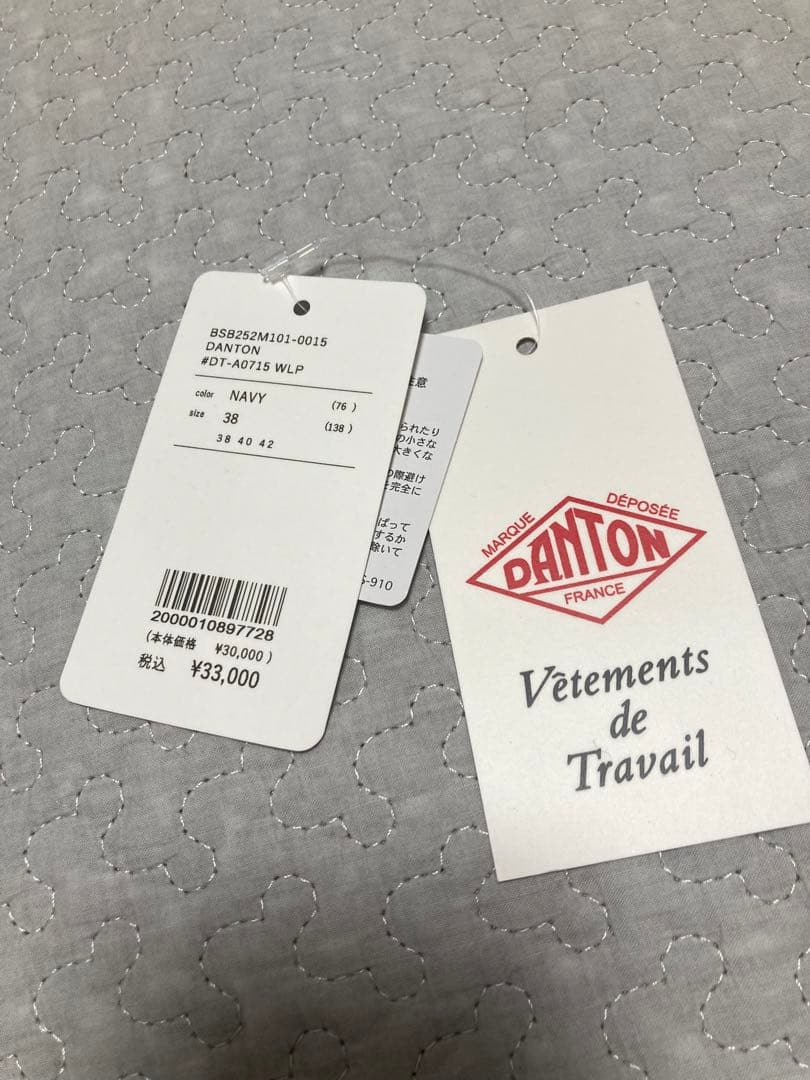 BSB252M101-0015
DANTON
#DT-A0715 WLP
color NAVY (76 )
size 38 (138 )
38 40 42
2000010897728
(本体価格 ¥30,000 )
税込 ¥33,000
注意
られたり
の小さな
大きくな
の際避け
完全に
ぱって
するか
除いて
-910
MARQUE DÉPOSÉE
DANTON
FRANCE
Vêtements
de
Travail